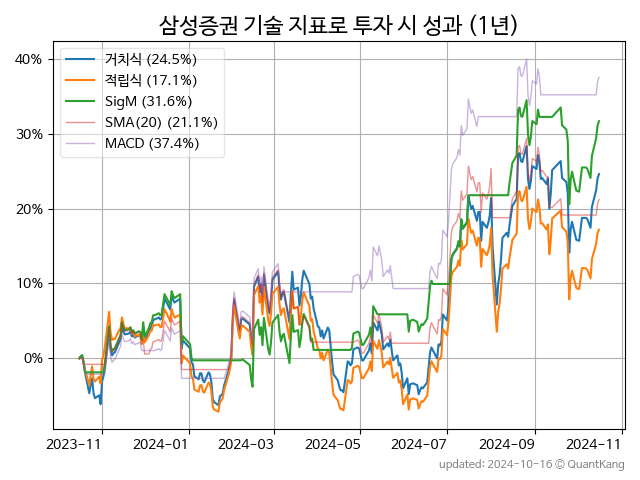 삼성증권 기술 지표로 투자 시 성과 (1년)
거치식 (24.5%)
적립식 (17.1%)
SigM (31.6%)
SMA(20) (21.1%)
MACD (37.4%)
40%
30%
20%
10%
0%
2023-11 2024-01 2024-03 2024-05 2024-07 2024-09 2024-11
updated: 2024-10-16 @ QuantKang